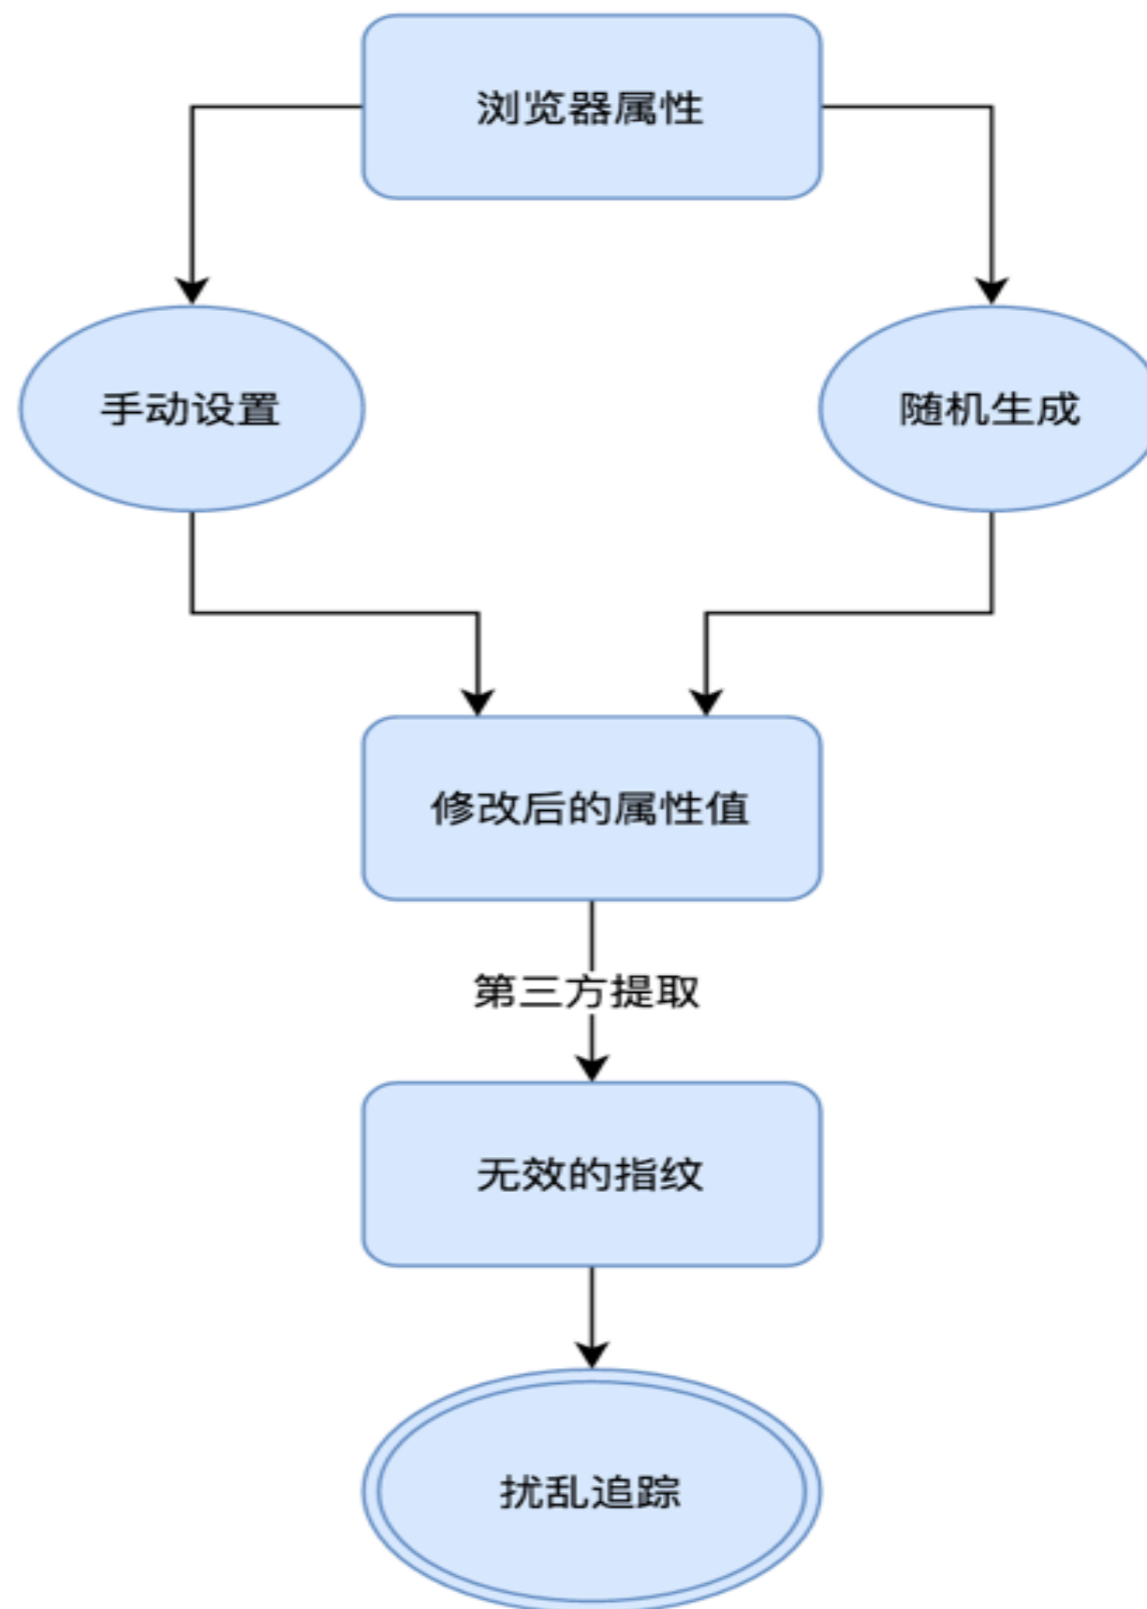 浏览器属性
手动设置
随机生成
修改后的属性值
第三方提取
无效的指纹
扰乱追踪